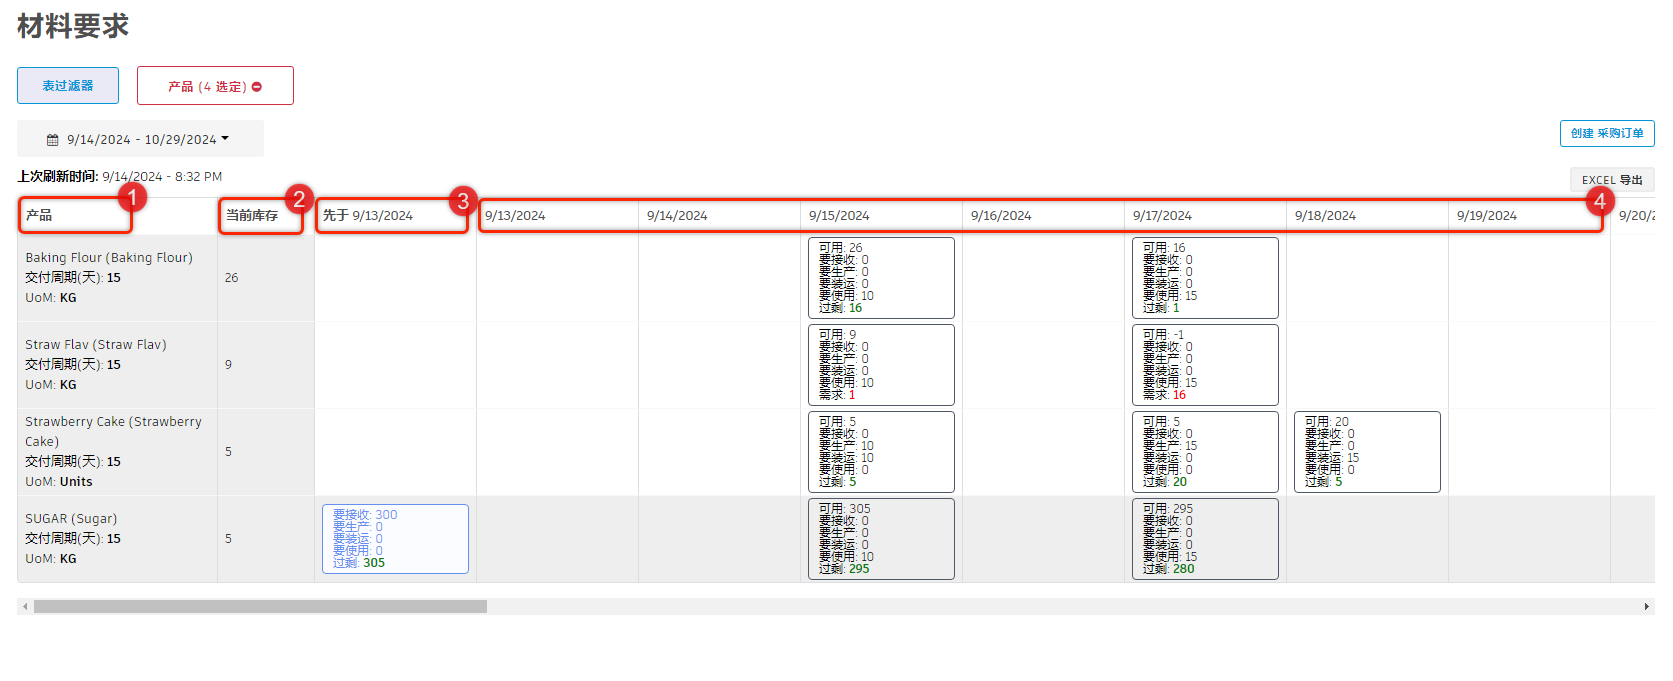 材料要求
表过滤器
产品 (4 选定)
9/14/2024 - 10/29/2024
创建 采购订单
上次刷新时间: 9/14/2024 - 8:32 PM
EXCEL 导出
1
2
3
4
产品
当前库存
先于 9/13/2024
9/13/2024
9/14/2024
9/15/2024
9/16/2024
9/17/2024
9/18/2024
9/19/2024
9/20/2
Baking Flour (Baking Flour)
交付周期(天): 15
UoM: KG
26
可用: 26
要接收: 0
要生产: 0
要装运: 0
要使用: 10
过剩: 16
可用: 16
要接收: 0
要生产: 0
要装运: 0
要使用: 15
过剩: 1
Straw Flav (Straw Flav)
交付周期(天): 15
UoM: KG
9
可用: 9
要接收: 0
要生产: 0
要装运: 0
要使用: 10
需求: 1
可用: -1
要接收: 0
要生产: 0
要装运: 0
要使用: 15
需求: 16
Strawberry Cake (Strawberry
Cake)
交付周期(天): 15
UoM: Units
5
可用: 5
要接收: 0
要生产: 10
要装运: 10
要使用: 0
过剩: 5
可用: 5
要接收: 0
要生产: 15
要装运: 0
要使用: 0
过剩: 20
可用: 20
要接收: 0
要生产: 0
要装运: 15
要使用: 0
过剩: 5
SUGAR (Sugar)
交付周期(天): 15
UoM: KG
5
要接收: 300
要生产: 0
要装运: 0
要使用: 0
过剩: 305
可用: 305
要接收: 0
要生产: 0
要装运: 0
要使用: 10
过剩: 295
可用: 295
要接收: 0
要生产: 0
要装运: 0
要使用: 15
过剩: 280